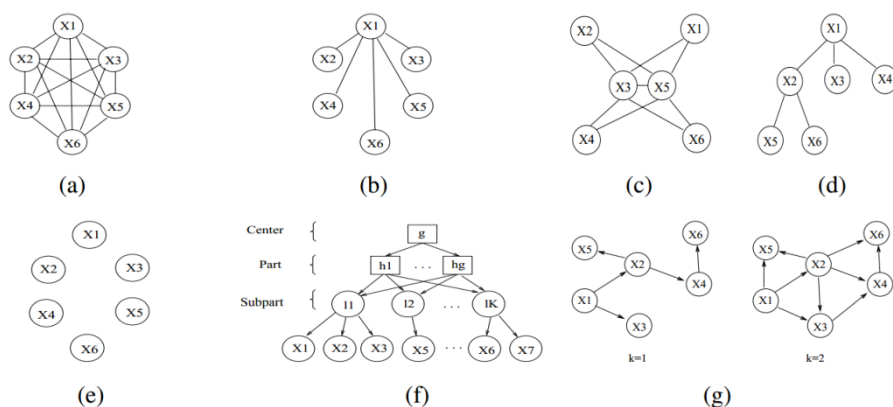 X1
X2 X3
X4 X5
X6
(a)
X1
X2 X3
X4 X5
X6
(b)
X2 X1
X3 X5
X4 X6
(c)
X1
X2 X3 X4
X5 X6
(d)
X1
X2 X3
X4 X5
X6
(e)
Center { g
Part { h1 . . . hg
Subpart { l1 l2 . . . lK
X1 X2 X3 X5 . . . X6 X7
(f)
X6
X5 X2
X4
X1
X3
k=1
X6
X5 X2
X4
X1
X3
k=2
(g)